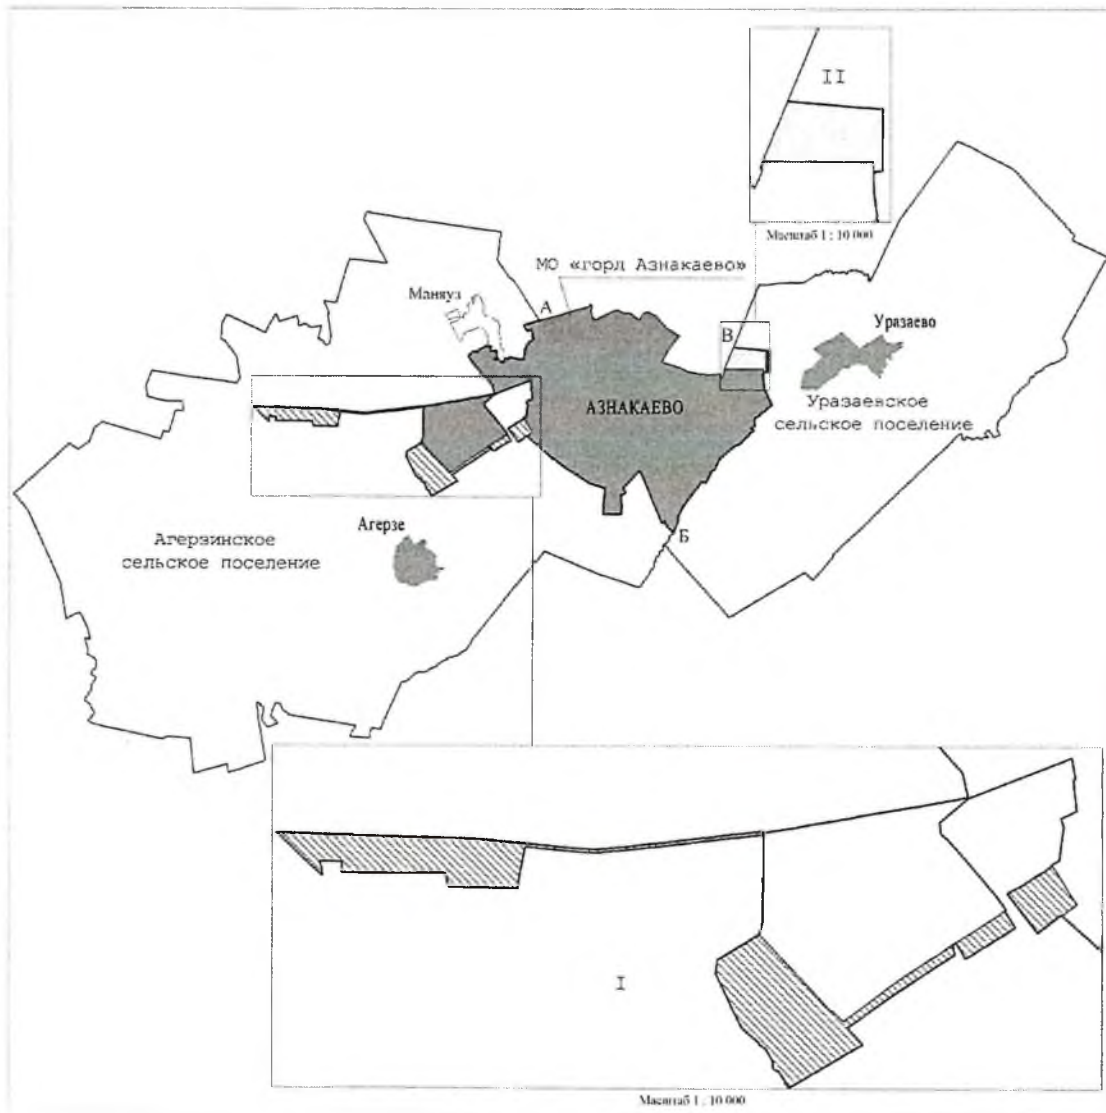 II
Масштаб 1 : 10 000
МО «горд Азнакаево»
Маняуз
А
В
Уразаево
АЗНАКАЕВО
Уразаевское
сельское поселение
Б
Агерзе
Агерзинское
сельское поселение
I
Масштаб 1 : 10 000